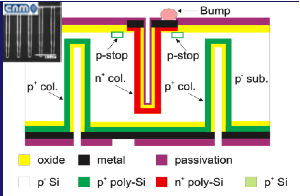 cnm
Bump
p-stop
p-stop
p⁺ col.
n⁺ col.
p⁺ col.
p⁻ sub.
oxide
metal
passivation
p⁻ Si
p⁺ poly-Si
n⁺ poly-Si
p⁺ Si